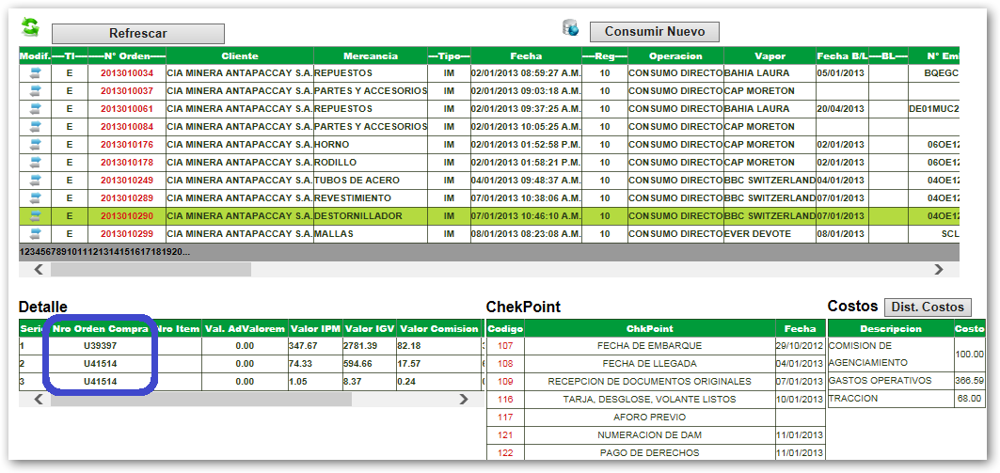 Refrescar Consumir Nuevo
Modif. TI N° Orden Cliente Mercancia Tipo Fecha Reg Operacion Vapor Fecha B/L BL N° Em
E 2013010034 CIA MINERA ANTAPACCAY S.A. REPUESTOS IM 02/01/2013 08:59:27 A.M. 10 CONSUMO DIRECTO BAHIA LAURA 05/01/2013 BQEGC
E 2013010037 CIA MINERA ANTAPACCAY S.A. PARTES Y ACCESORIOS IM 02/01/2013 09:03:18 A.M. 10 CONSUMO DIRECTO CAP MORETON
E 2013010061 CIA MINERA ANTAPACCAY S.A. REPUESTOS IM 02/01/2013 09:37:25 A.M. 10 CONSUMO DIRECTO BAHIA LAURA 20/04/2013 DE01MUC2
E 2013010084 CIA MINERA ANTAPACCAY S.A. PARTES Y ACCESORIOS IM 02/01/2013 10:05:25 A.M. 10 CONSUMO DIRECTO CAP MORETON
E 2013010176 CIA MINERA ANTAPACCAY S.A. HORNO IM 02/01/2013 01:52:58 P.M. 10 CONSUMO DIRECTO CAP MORETON 02/01/2013 06OE12
E 2013010178 CIA MINERA ANTAPACCAY S.A. RODILLO IM 02/01/2013 01:58:21 P.M. 10 CONSUMO DIRECTO CAP MORETON 02/01/2013 06OE12
E 2013010249 CIA MINERA ANTAPACCAY S.A. TUBOS DE ACERO IM 04/01/2013 09:48:37 A.M. 10 CONSUMO DIRECTO BBC SWITZERLAND 04/01/2013 04OE12
E 2013010289 CIA MINERA ANTAPACCAY S.A. REVESTIMIENTO IM 07/01/2013 10:38:06 A.M. 10 CONSUMO DIRECTO BBC SWITZERLAND 07/01/2013 04OE12
E 2013010290 CIA MINERA ANTAPACCAY S.A. DESTORNILLADOR IM 07/01/2013 10:46:10 A.M. 10 CONSUMO DIRECTO BBC SWITZERLAND 07/01/2013 04OE12
E 2013010299 CIA MINERA ANTAPACCAY S.A. MALLAS IM 08/01/2013 08:23:08 A.M. 10 CONSUMO DIRECTO EVER DEVOTE 08/01/2013 SCL
1234567891011121314151617181920...
Detalle
Serie Nro Orden Compra Nro Item Val. AdValorem Valor IPM Valor IGV Valor Comision
1 U39397 0.00 347.67 2781.39 82.18
2 U41514 0.00 74.33 594.66 17.57
3 U41514 0.00 1.05 8.37 0.24
ChekPoint
Codigo ChkPoint Fecha
107 FECHA DE EMBARQUE 29/10/2012
108 FECHA DE LLEGADA 04/01/2013
109 RECEPCION DE DOCUMENTOS ORIGINALES 07/01/2013
116 TARJA, DESGLOSE, VOLANTE LISTOS 10/01/2013
117 AFORO PREVIO
121 NUMERACION DE DAM 11/01/2013
122 PAGO DE DERECHOS 11/01/2013
Costos Dist. Costos
Descripcion Costo
COMISION DE
AGENCIAMIENTO 100.00
GASTOS OPERATIVOS 366.59
TRACCION 68.00